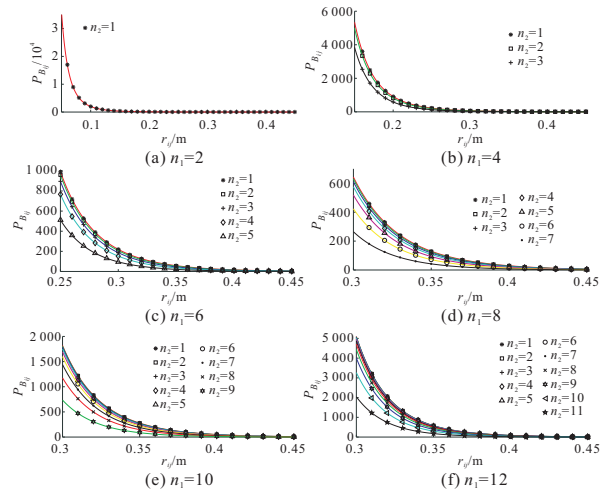 P_{B_{ij}}/10^4
3
2
1
0
0.1
0.2
0.3
0.4
r_{ij}/m
n_2=1
(a) n_1=2
P_{B_{ij}}
6 000
4 000
2 000
0
0.2
0.3
0.4
r_{ij}/m
n_2=1
n_2=2
n_2=3
(b) n_1=4
P_{B_{ij}}
1 000
800
600
400
200
0
0.25
0.3
0.35
0.4
0.45
r_{ij}/m
n_2=1
n_2=2
n_2=3
n_2=4
n_2=5
(c) n_1=6
P_{B_{ij}}
600
400
200
0
0.3
0.35
0.4
0.45
r_{ij}/m
n_2=1
n_2=2
n_2=3
n_2=4
n_2=5
n_2=6
n_2=7
(d) n_1=8
P_{B_{ij}}
2 000
1 500
1 000
500
0
0.3
0.35
0.4
0.45
r_{ij}/m
n_2=1
n_2=2
n_2=3
n_2=4
n_2=5
n_2=6
n_2=7
n_2=8
n_2=9
(e) n_1=10
P_{B_{ij}}
5 000
4 000
3 000
2 000
1 000
0
0.3
0.35
0.4
0.45
r_{ij}/m
n_2=1
n_2=2
n_2=3
n_2=4
n_2=5
n_2=6
n_2=7
n_2=8
n_2=9
n_2=10
n_2=11
(f) n_1=12